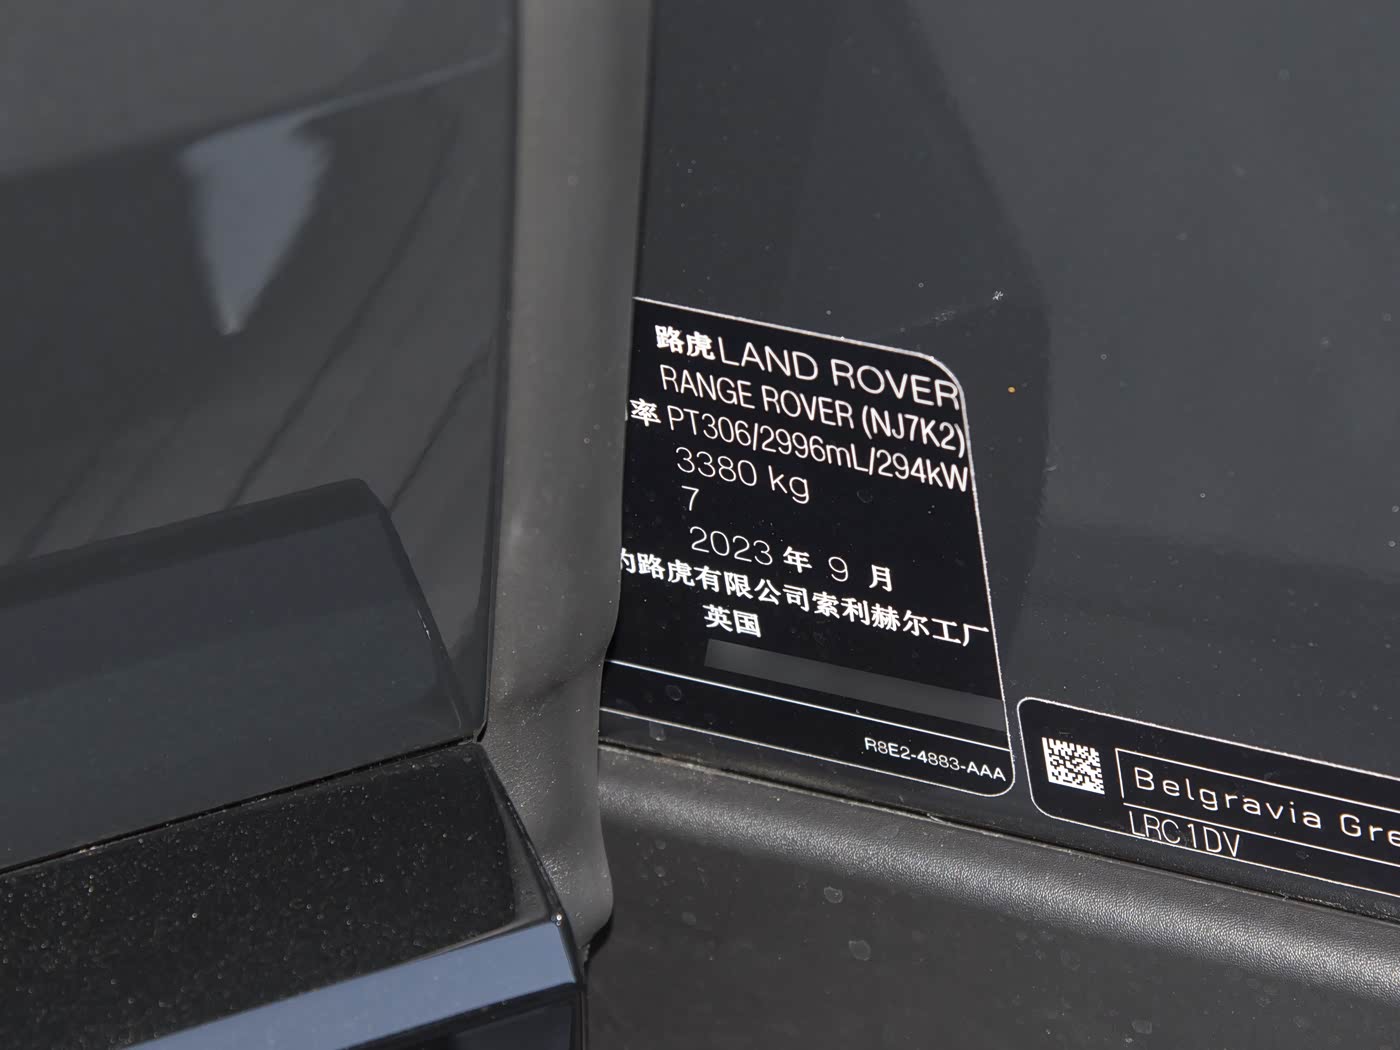 路虎LAND ROVER
RANGE ROVER (NJ7K2)
率 PT306/2996mL/294kW
3380 kg
7
2023 年 9 月
路虎有限公司索利赫尔工厂
英国
R8E2-4883-AAA
Belgravia Gre
LRC1DV